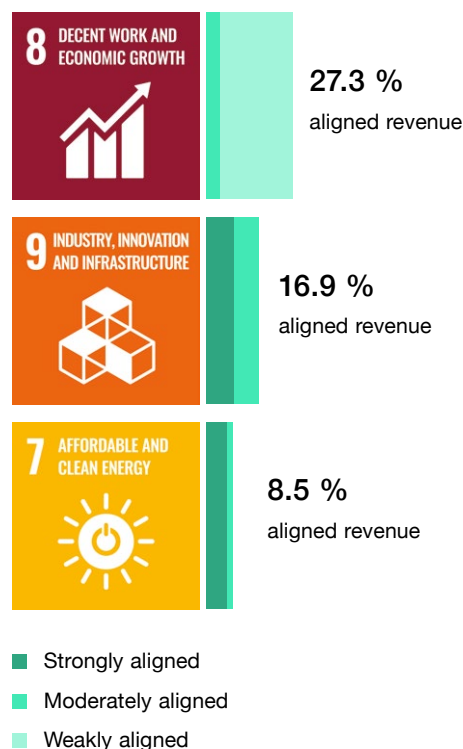 8 DECENT WORK AND
ECONOMIC GROWTH
27.3 %
aligned revenue
9 INDUSTRY, INNOVATION
AND INFRASTRUCTURE
16.9 %
aligned revenue
7 AFFORDABLE AND
CLEAN ENERGY
8.5 %
aligned revenue
Strongly aligned
Moderately aligned
Weakly aligned